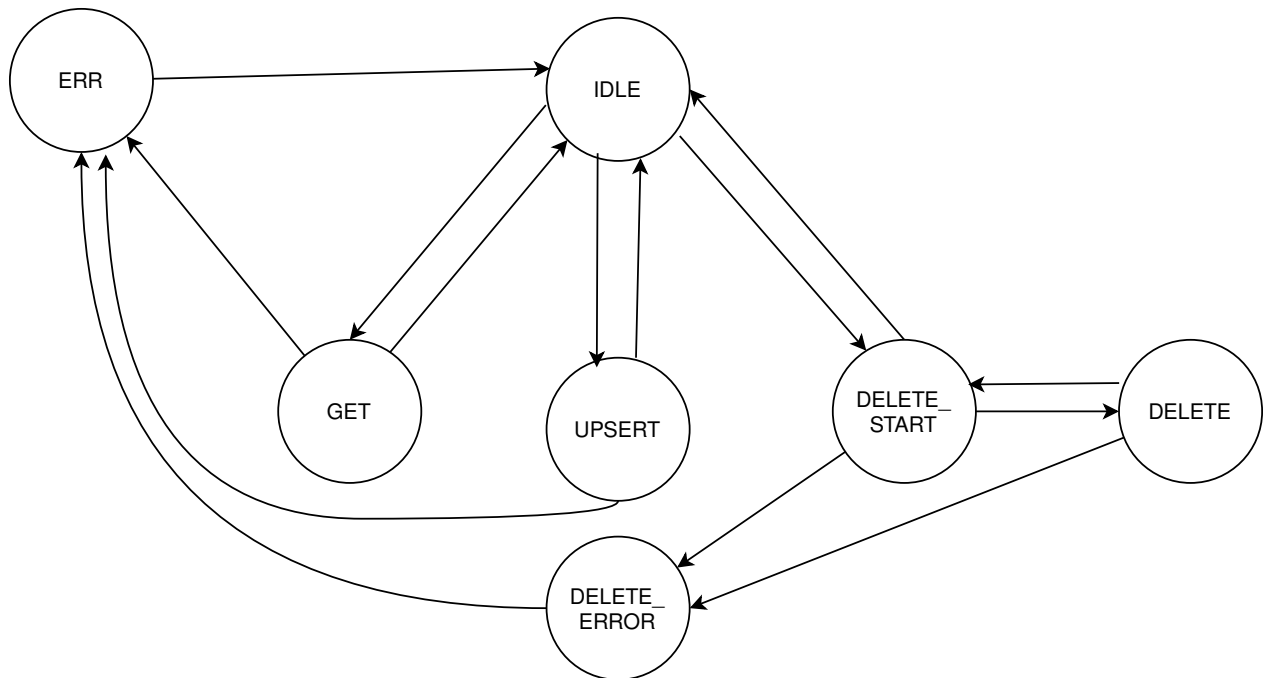 ERR
IDLE
GET
UPSERT
DELETE_
START
DELETE
DELETE_
ERROR